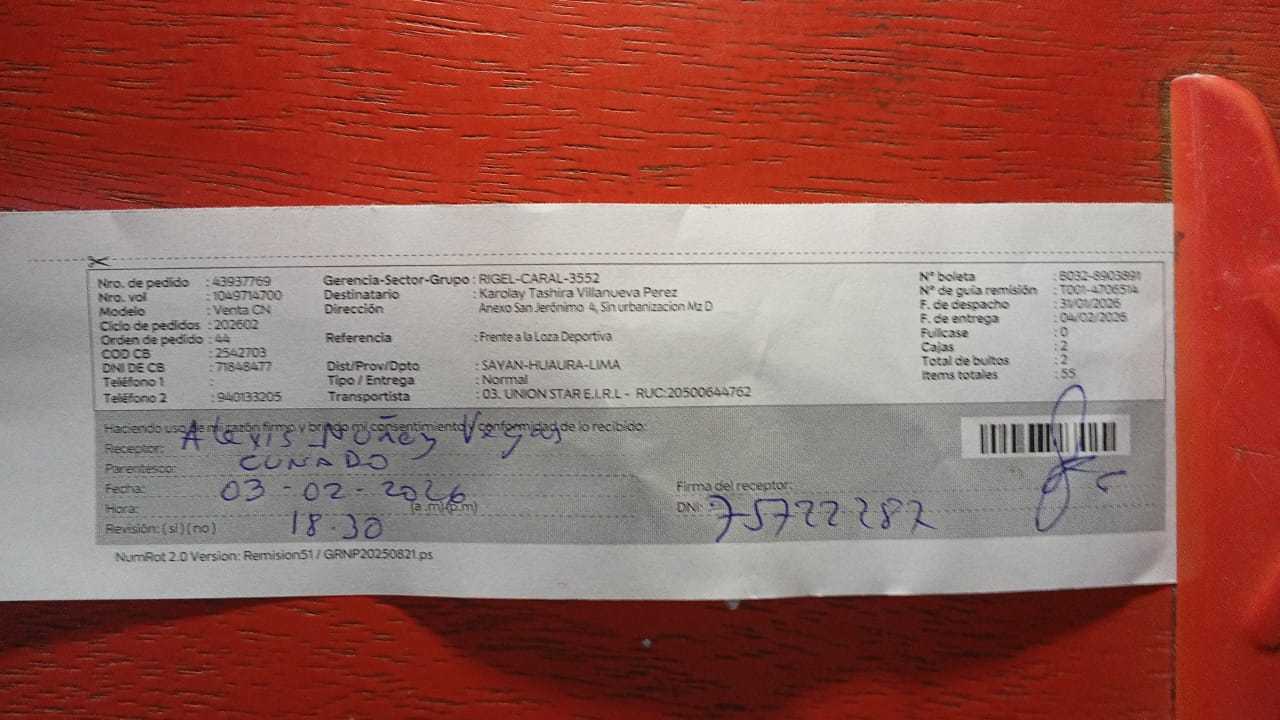 Nro. de pedido : 43937769
Nro. vol : 1049714700
Modelo : Venta CN
Ciclo de pedidos : 202602
Orden de pedido : 44
COD CB : 2542703
DNI DE CB : 71848477
Teléfono 1 :
Teléfono 2 : 940133205
Gerencia-Sector-Grupo : RIGEL-CARAL-3552
Destinatario : Karolay Tashira Villanueva Perez
Dirección Anexo San Jerónimo 4, Sin urbanizacion Mz D
Referencia : Frente a la Loza Deportiva
Dist/Prov/Dpto : SAYAN-HUAURA-LIMA
Tipo / Entrega : Normal
Transportista : 03. UNION STAR E.I.R.L - RUC:20500644762
N° boleta : B032-8903891
N° de guía remisión : T001-4706514
F. de despacho : 31/01/2026
F. de entrega : 04/02/2026
Fullcase : 0
Cajas : 2
Total de bultos : 2
Items totales : 55
Haciendo uso de mi razón firmo y brindo mi consentimiento y conformidad de lo recibido:
Receptor: Alexis Núñez Vegas
Parentesco: CUÑADO
Fecha: 03-02-2026
Hora: 18.30 (a .m)(p.m)
Revisión: ( si ) ( no )
Firma del receptor:
DNI: 75722287
NumRot 2.0 Version: Remision51 / GRNP20250821.ps